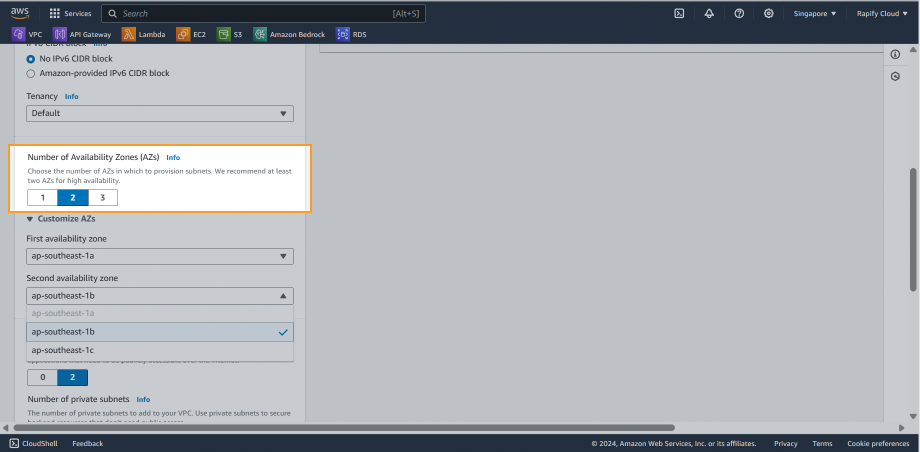 aws
Services
Search
[Alt+S]
Singapore
Rapify Cloud
VPC
API Gateway
Lambda
EC2
S3
Amazon Bedrock
RDS
IPv6 CIDR block Info
No IPv6 CIDR block
Amazon-provided IPv6 CIDR block
Tenancy Info
Default
Number of Availability Zones (AZs) Info
Choose the number of AZs in which to provision subnets. We recommend at least
two AZs for high availability.
1 2 3
Customize AZs
First availability zone
ap-southeast-1a
Second availability zone
ap-southeast-1b
ap-southeast-1a
ap-southeast-1b
ap-southeast-1c
0 2
Number of private subnets Info
The number of private subnets to add to your VPC. Use private subnets to secure
CloudShell
Feedback
© 2024, Amazon Web Services, Inc. or its affiliates.
Privacy
Terms
Cookie preferences